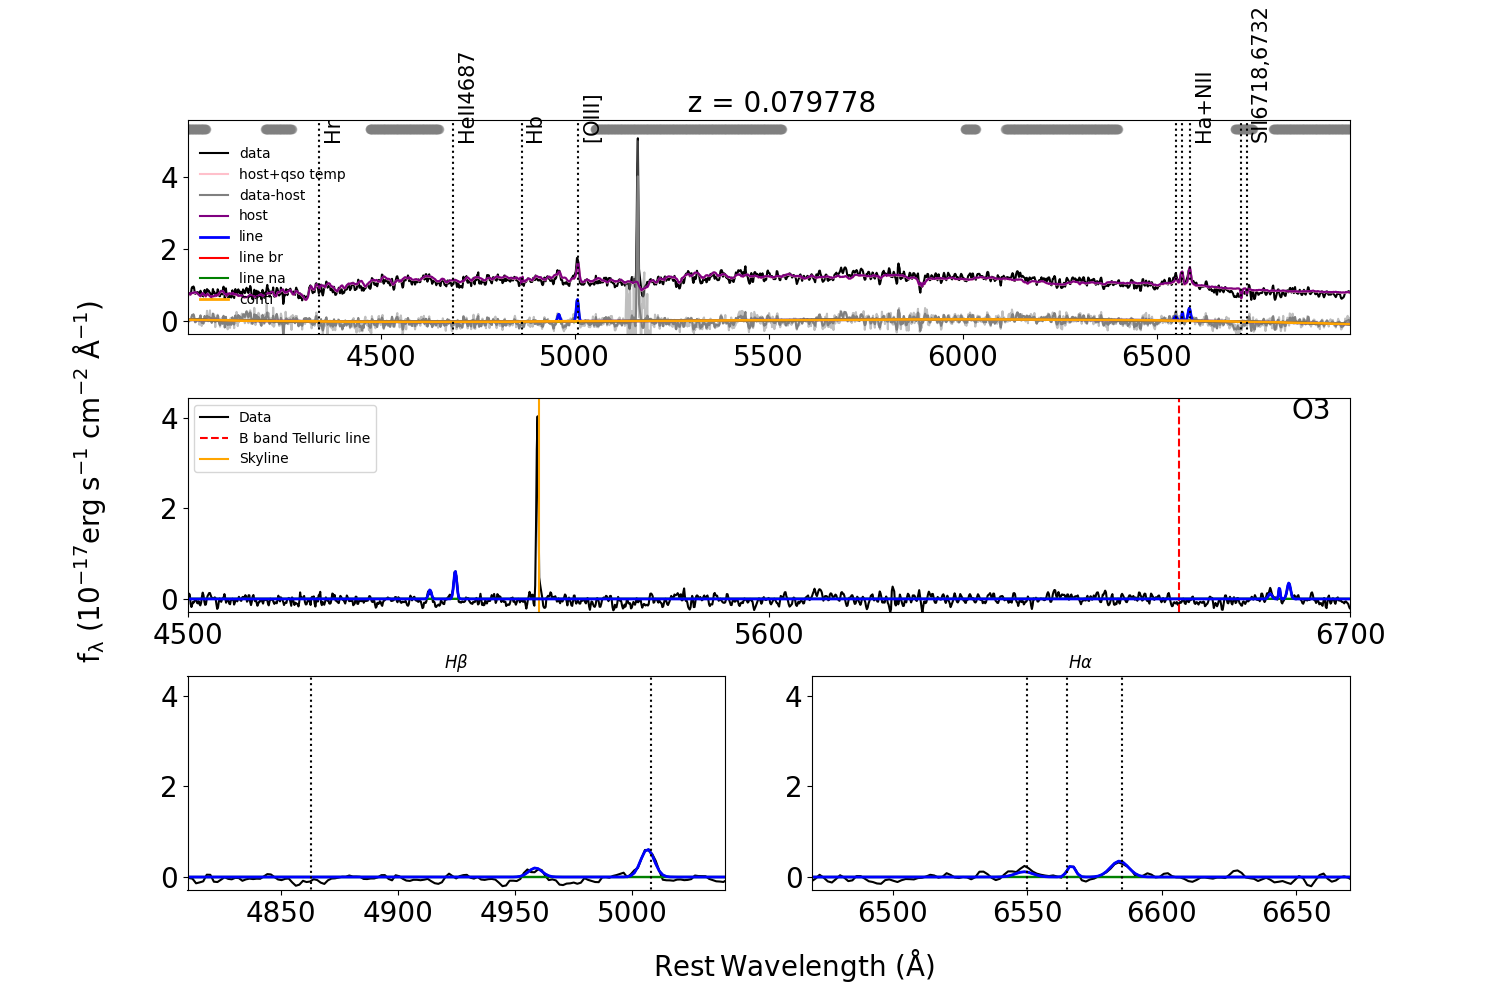 z = 0.079778
Hr
HeII4687
Hb
[OIII]
Ha+NII
SII6718,6732
data
host+qso temp
data-host
host
line
line br
line na
conti
4
2
0
4500
5000
5500
6000
6500
O3
Data
B band Telluric line
Skyline
4
2
0
4500
5600
6700
f_λ (10^−17 erg s^−1 cm^−2 Å^−1)
Hβ
4
2
0
4850
4900
4950
5000
Hα
4
2
0
6500
6550
6600
6650
Rest Wavelength (Å)